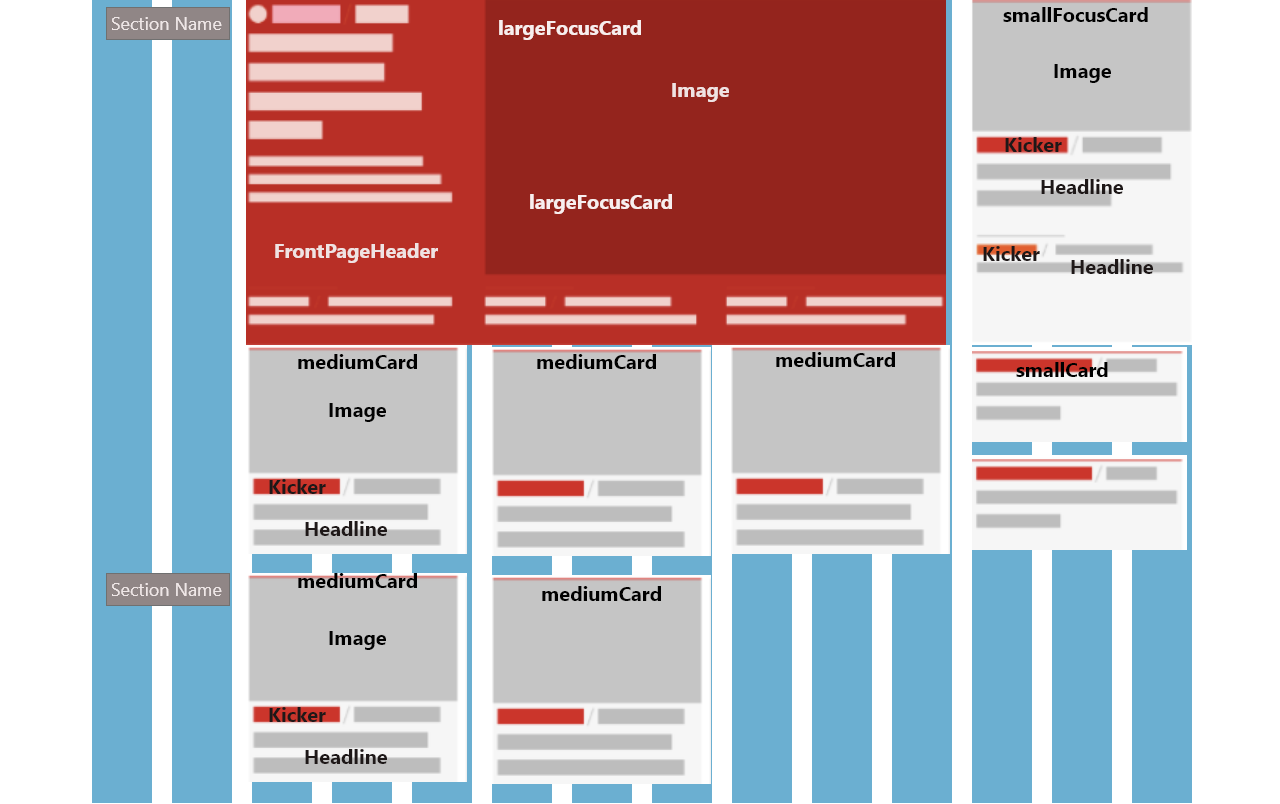 Section Name
largeFocusCard
Image
largeFocusCard
FrontPageHeader
smallFocusCard
Image
Kicker
Headline
Kicker
Headline
mediumCard
Image
Kicker
Headline
mediumCard
mediumCard
smallCard
Section Name
mediumCard
Image
Kicker
Headline
mediumCard